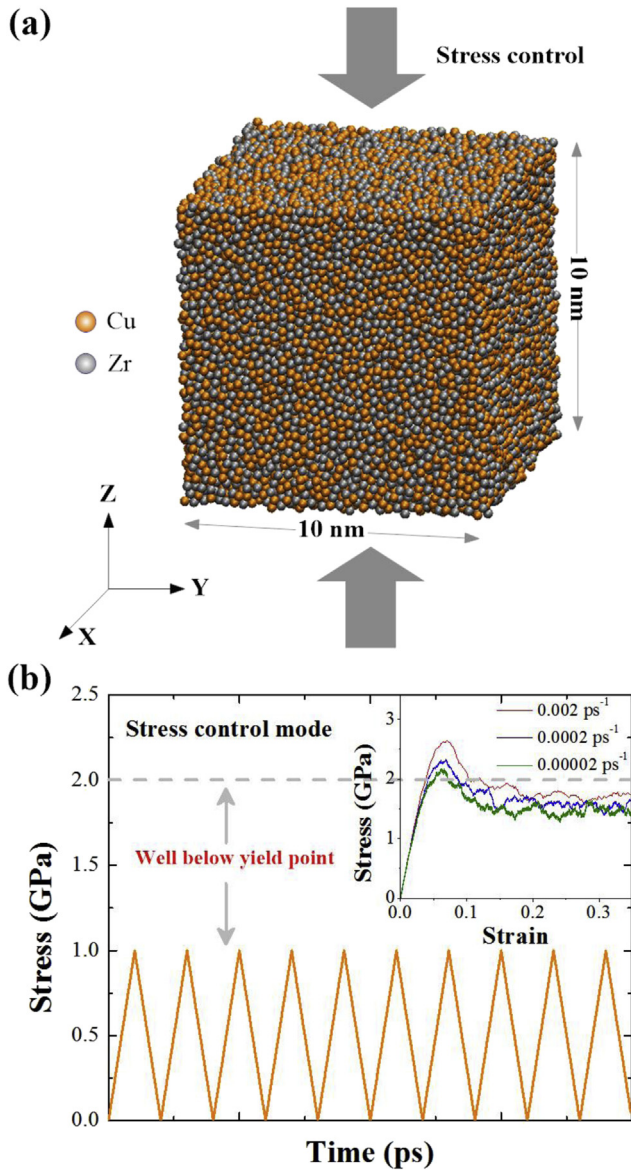 (a)
Stress control
10 nm
Cu
Zr
10 nm
Z
Y
X
(b)
Stress control mode
Well below yield point
Stress (GPa)
2.5
2.0
1.5
1.0
0.5
0.0
Time (ps)
0.002 ps⁻¹
0.0002 ps⁻¹
0.00002 ps⁻¹
Stress (GPa)
3
2
1
0
0.0 0.1 0.2 0.3
Strain